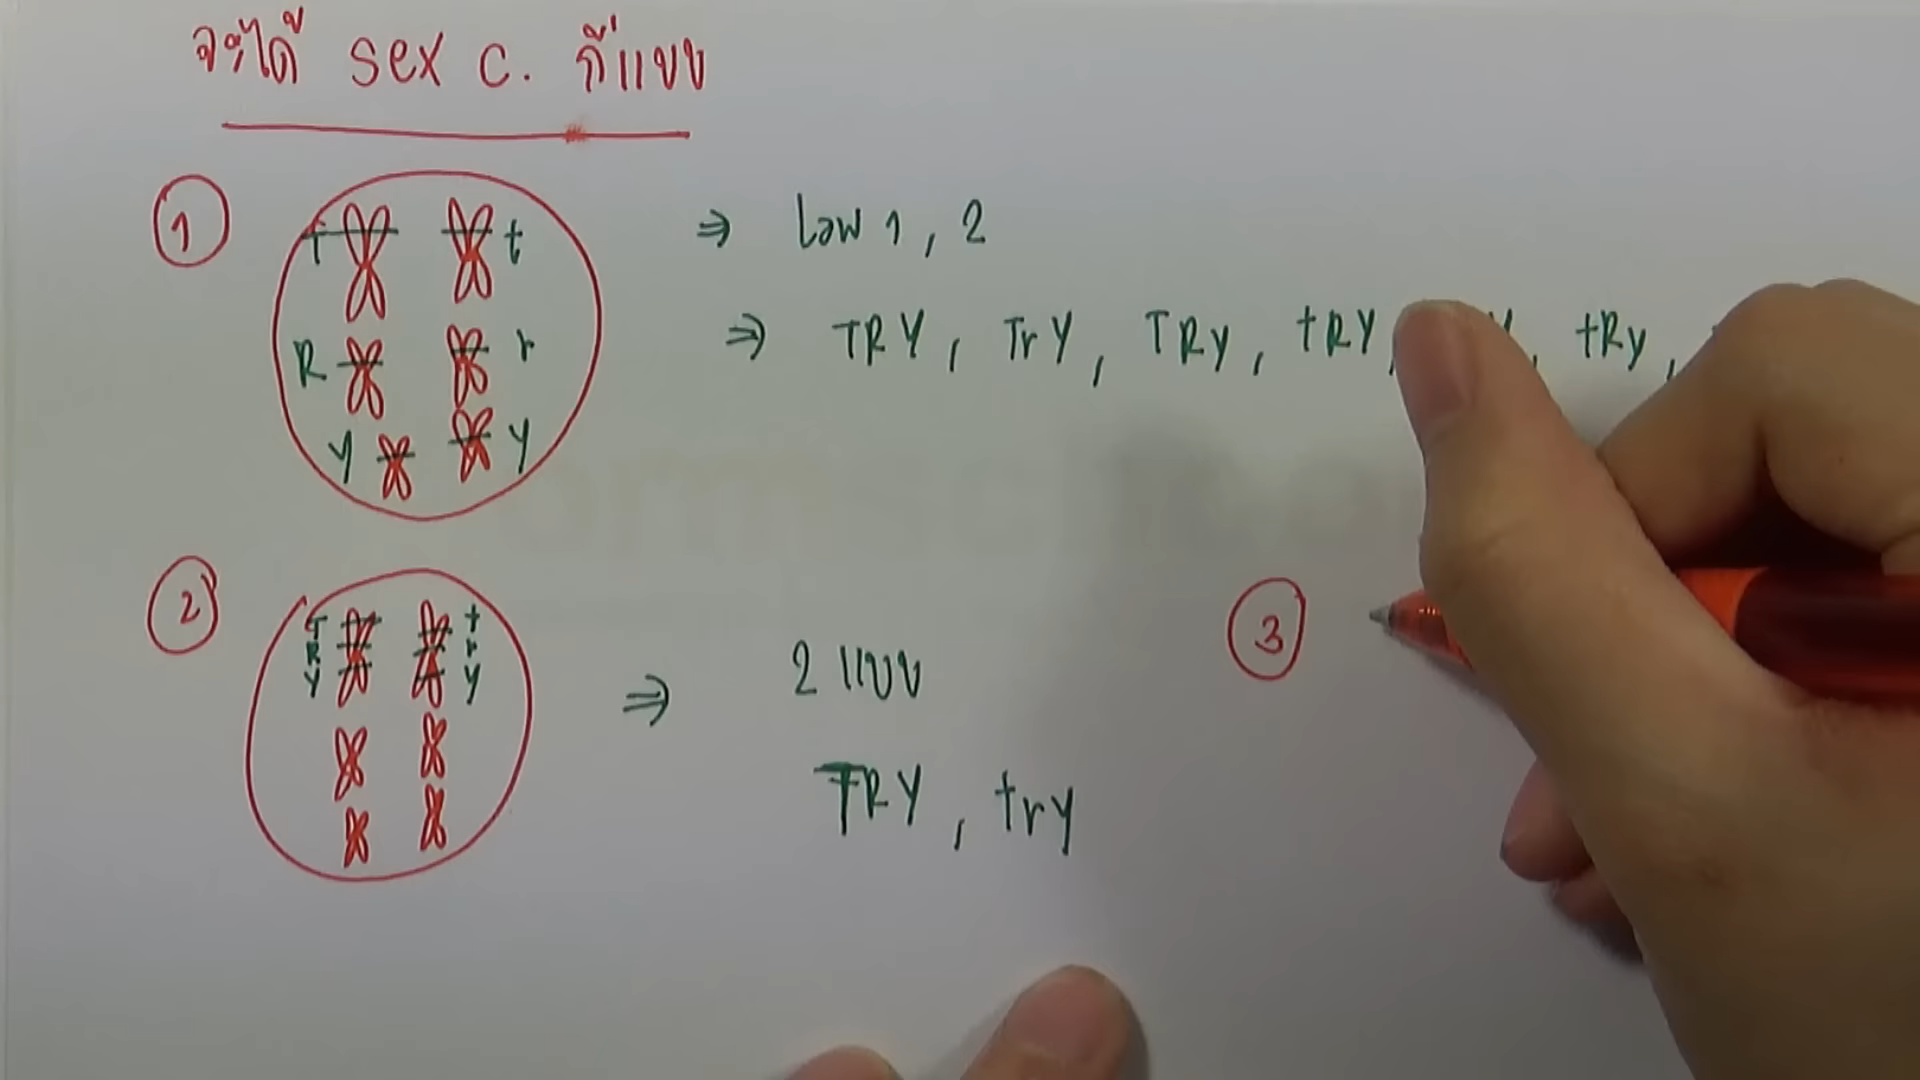 จะได้ sex c. กี่แบบ
1
T t
R r
Y y
⇒ Law 1, 2
⇒ TRY, TrY, TRy, tRY, tRy,
2
T t
R r
Y y
⇒ 2 แบบ
TRY, try
3